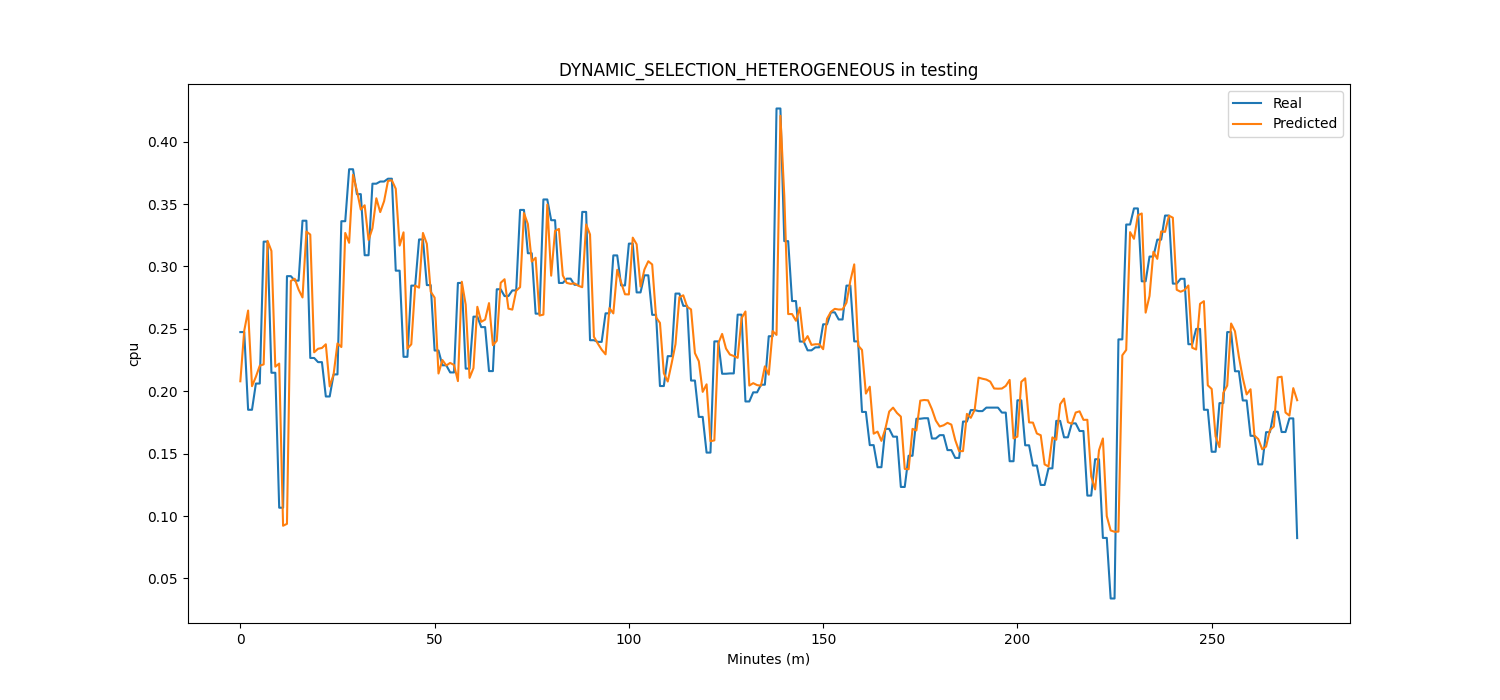 DYNAMIC_SELECTION_HETEROGENEOUS in testing
Real
Predicted
cpu
0.40
0.35
0.30
0.25
0.20
0.15
0.10
0.05
0 50 100 150 200 250
Minutes (m)